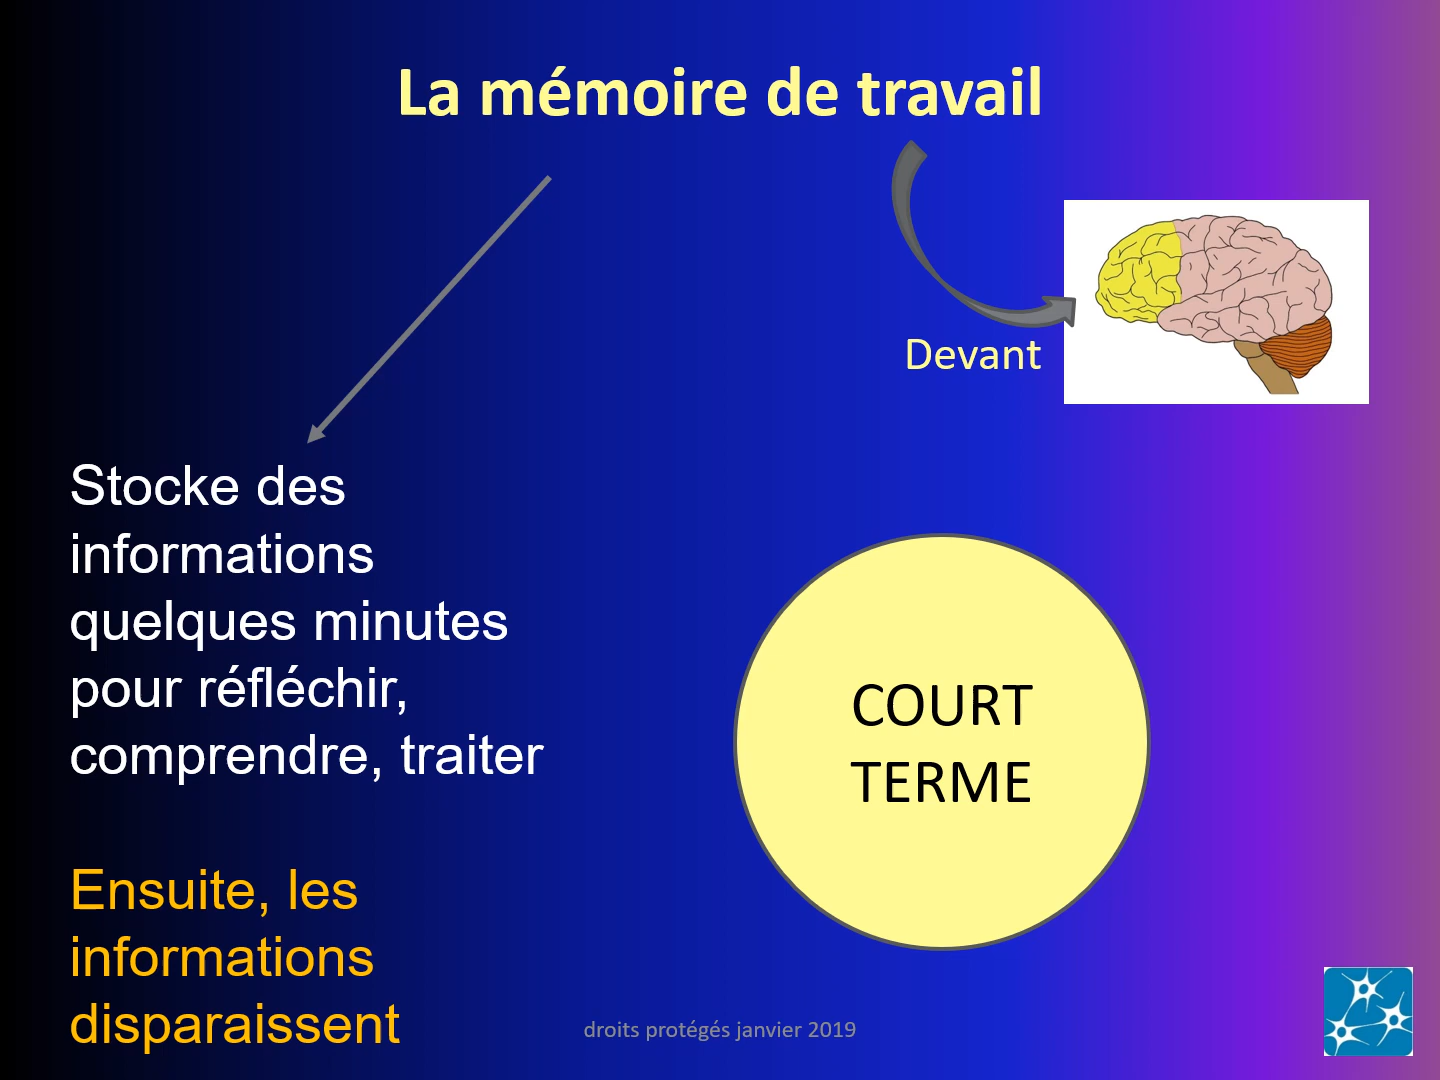 La mémoire de travail
Devant
Stocke des
informations
quelques minutes
pour réfléchir,
comprendre, traiter
COURT
TERME
Ensuite, les
informations
disparaissent
droits protégés janvier 2019